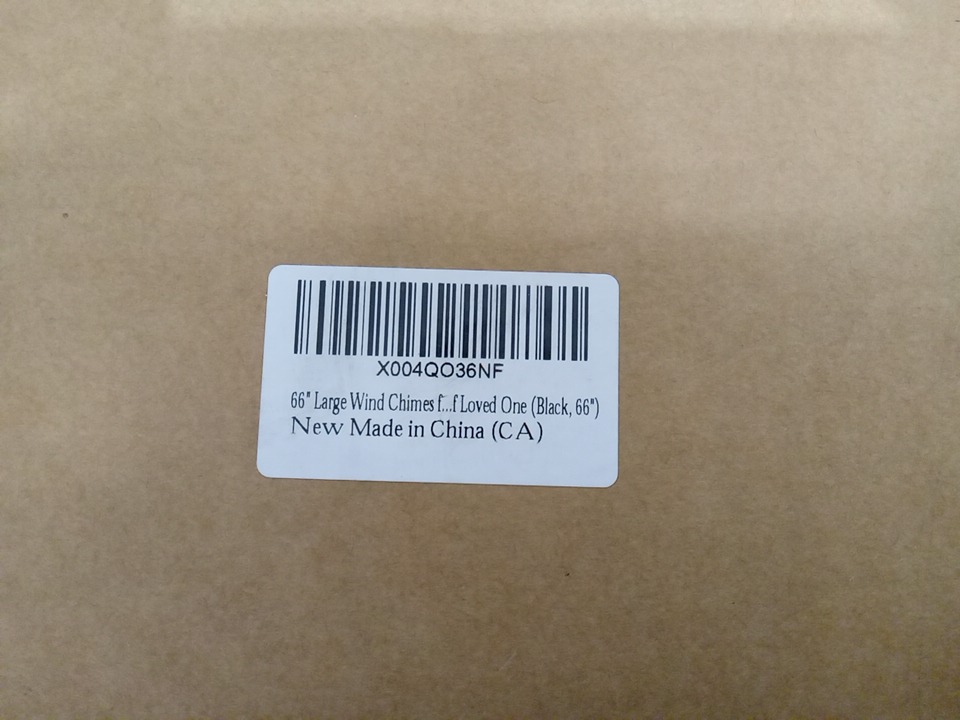 X004QO36NF
66" Large Wind Chimes f...f Loved One (Black, 66")
New Made in China (CA)